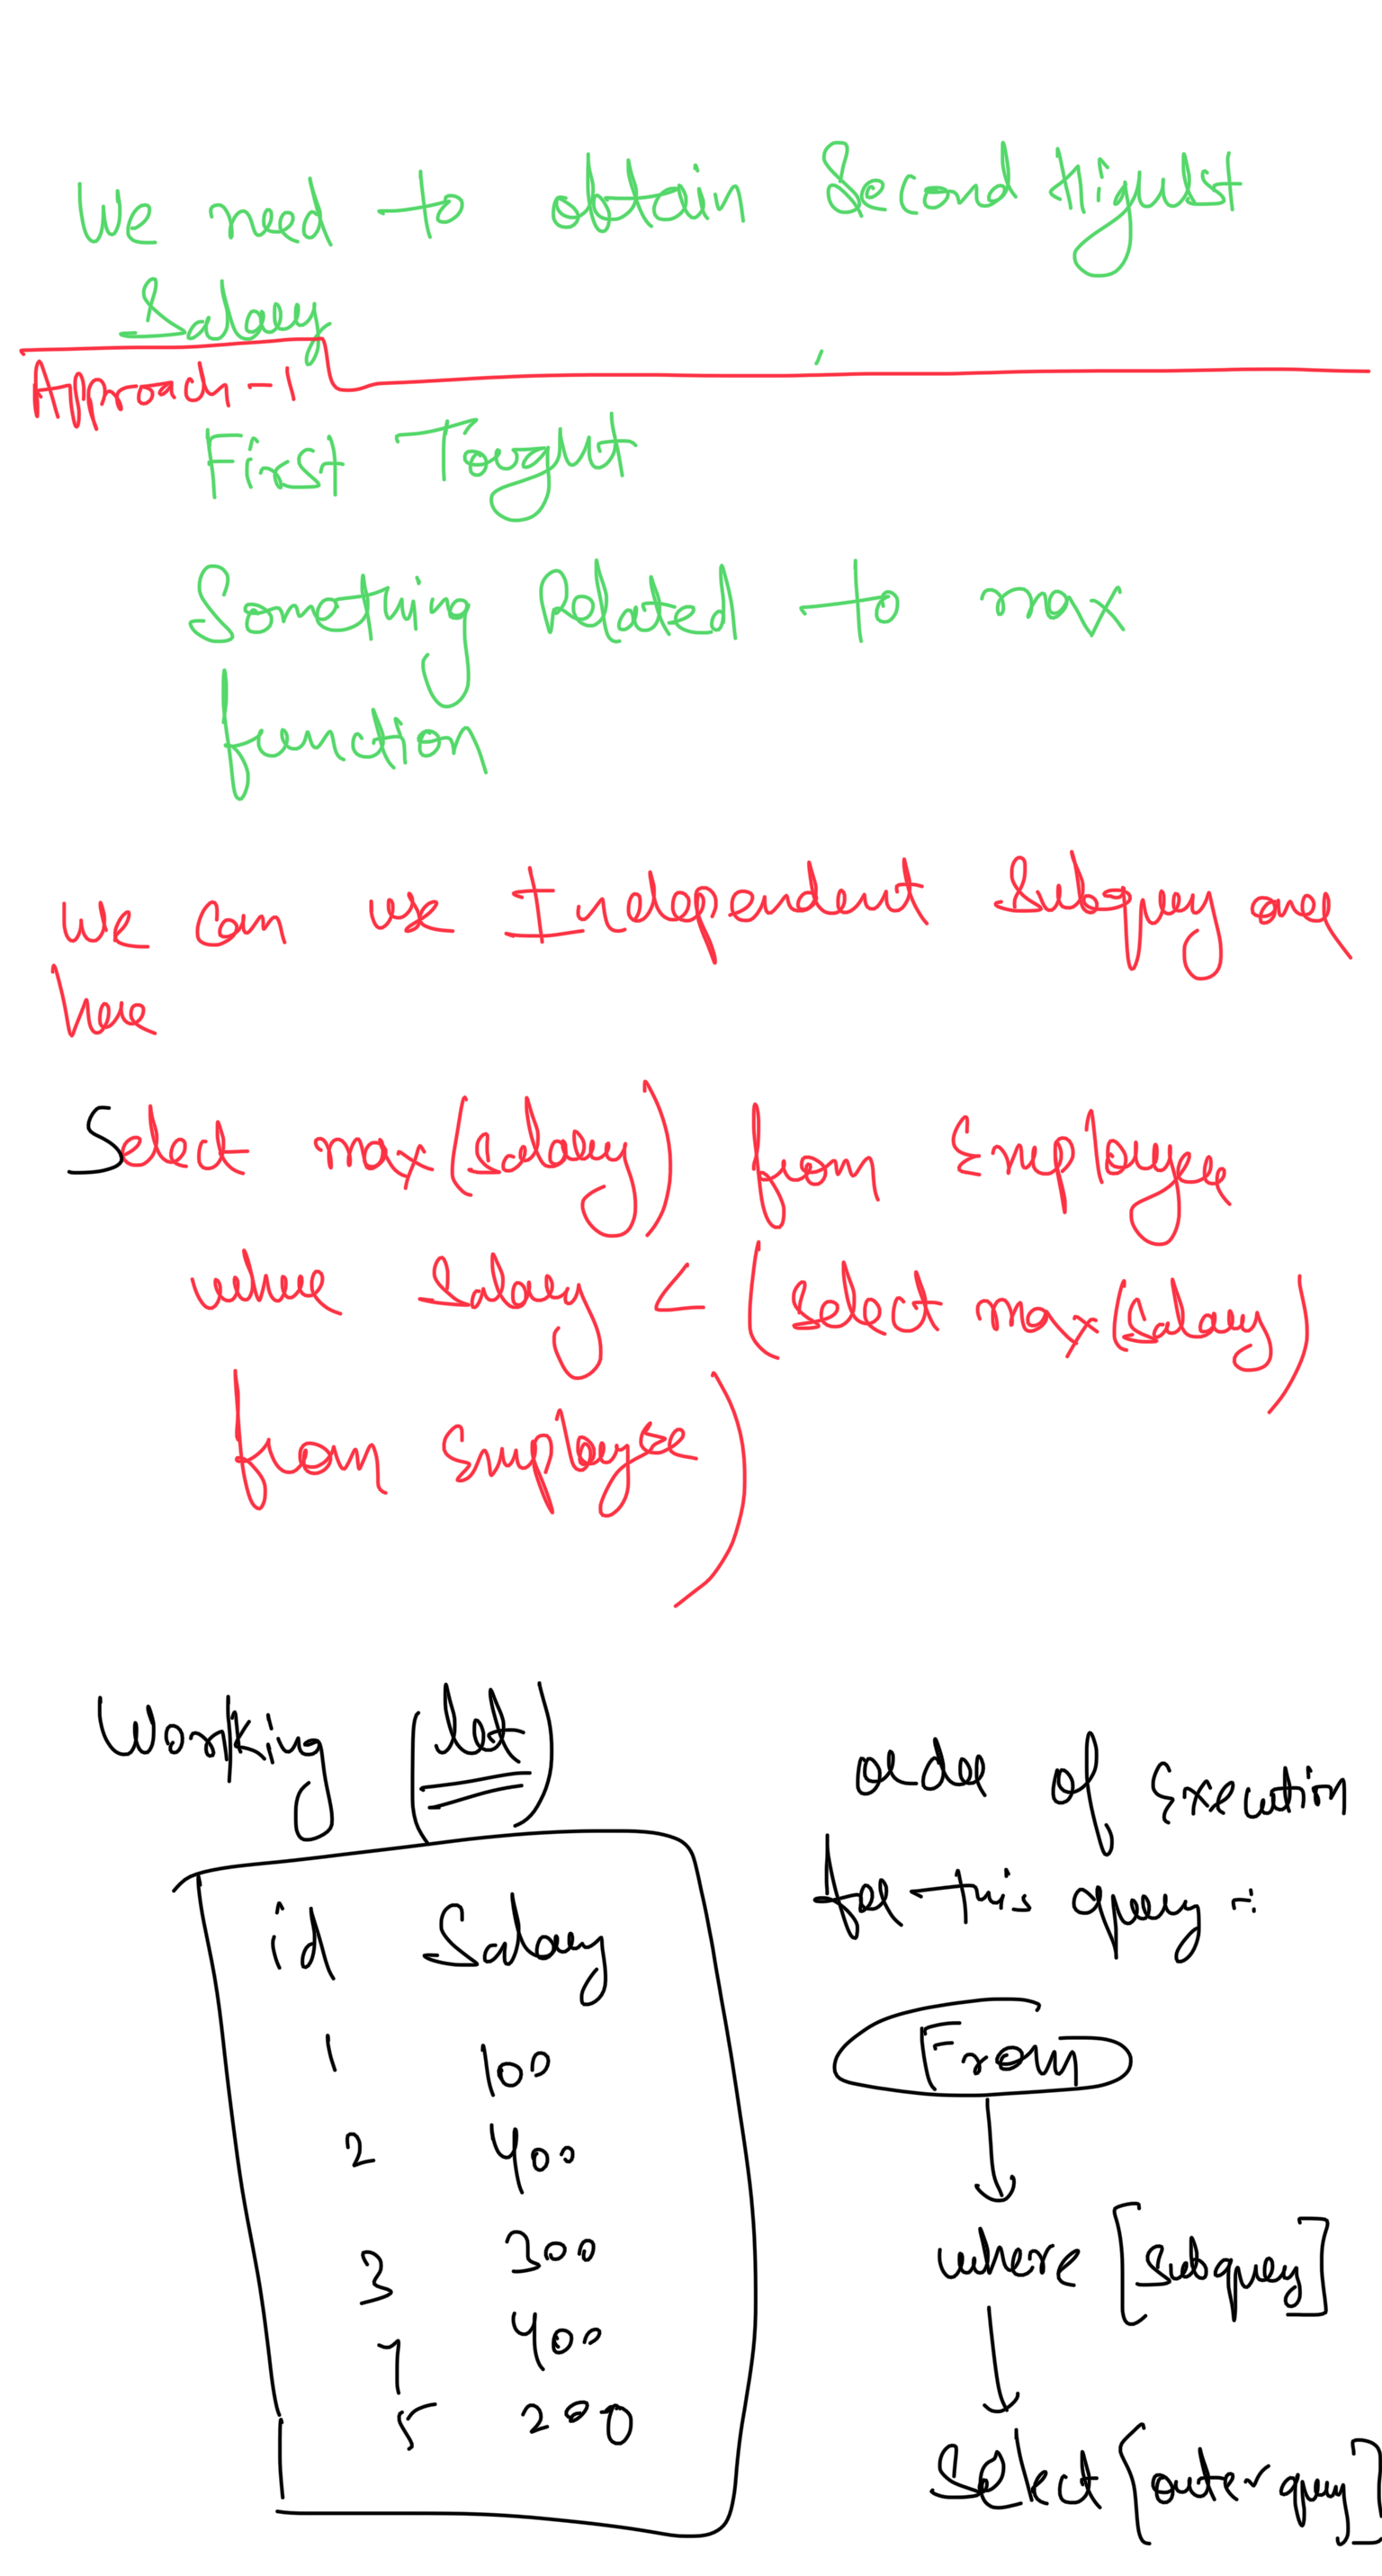 We need to obtain Second Highst
Salary
Approach-1
First Tought
Something Related to max
function
we can use Independent Subquery over
here
Select max(Salary) from Employee
where Salary < (Select max(Salary)
from Employee)
Working (let)
id Salary
1 100
2 400
3 300
4 400
5 200
order of Execution
for this query :
From
where [Subquery]
Select [outer query]